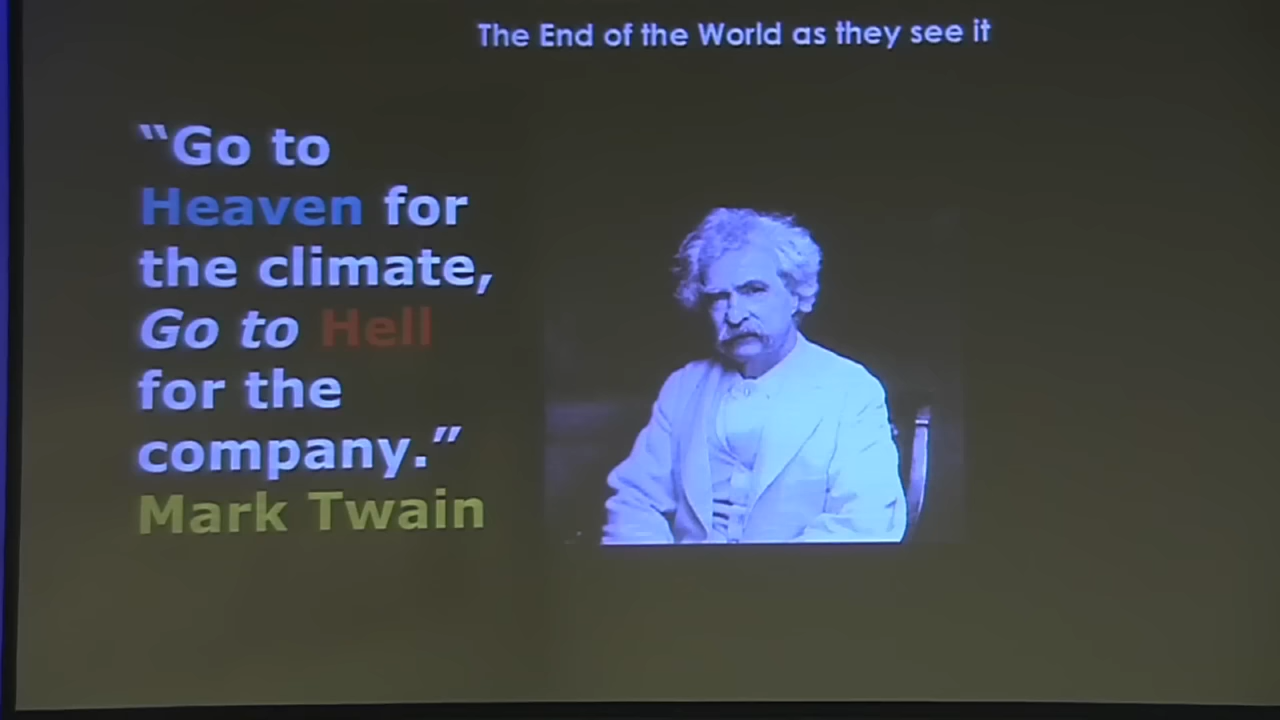 The End of the World as they see it
“Go to
Heaven for
the climate,
Go to Hell
for the
company.”
Mark Twain